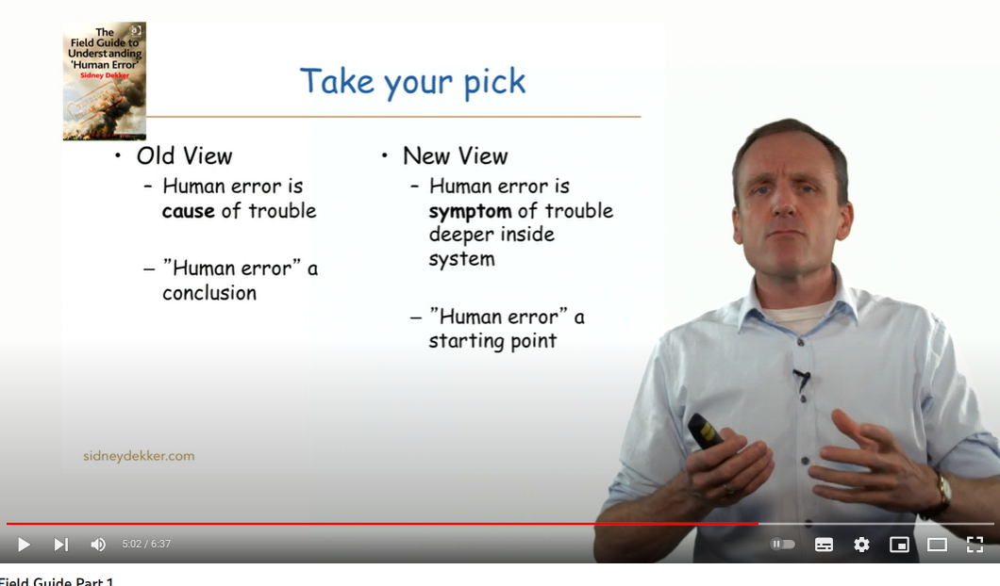 The
Field Guide to
Understanding
'Human Error'
Sidney Dekker
Take your pick
• Old View
– Human error is
cause of trouble
– ”Human error” a
conclusion
• New View
– Human error is
symptom of trouble
deeper inside
system
– ”Human error” a
starting point
sidneydekker.com
5:02 / 6:37
Field Guide Part 1